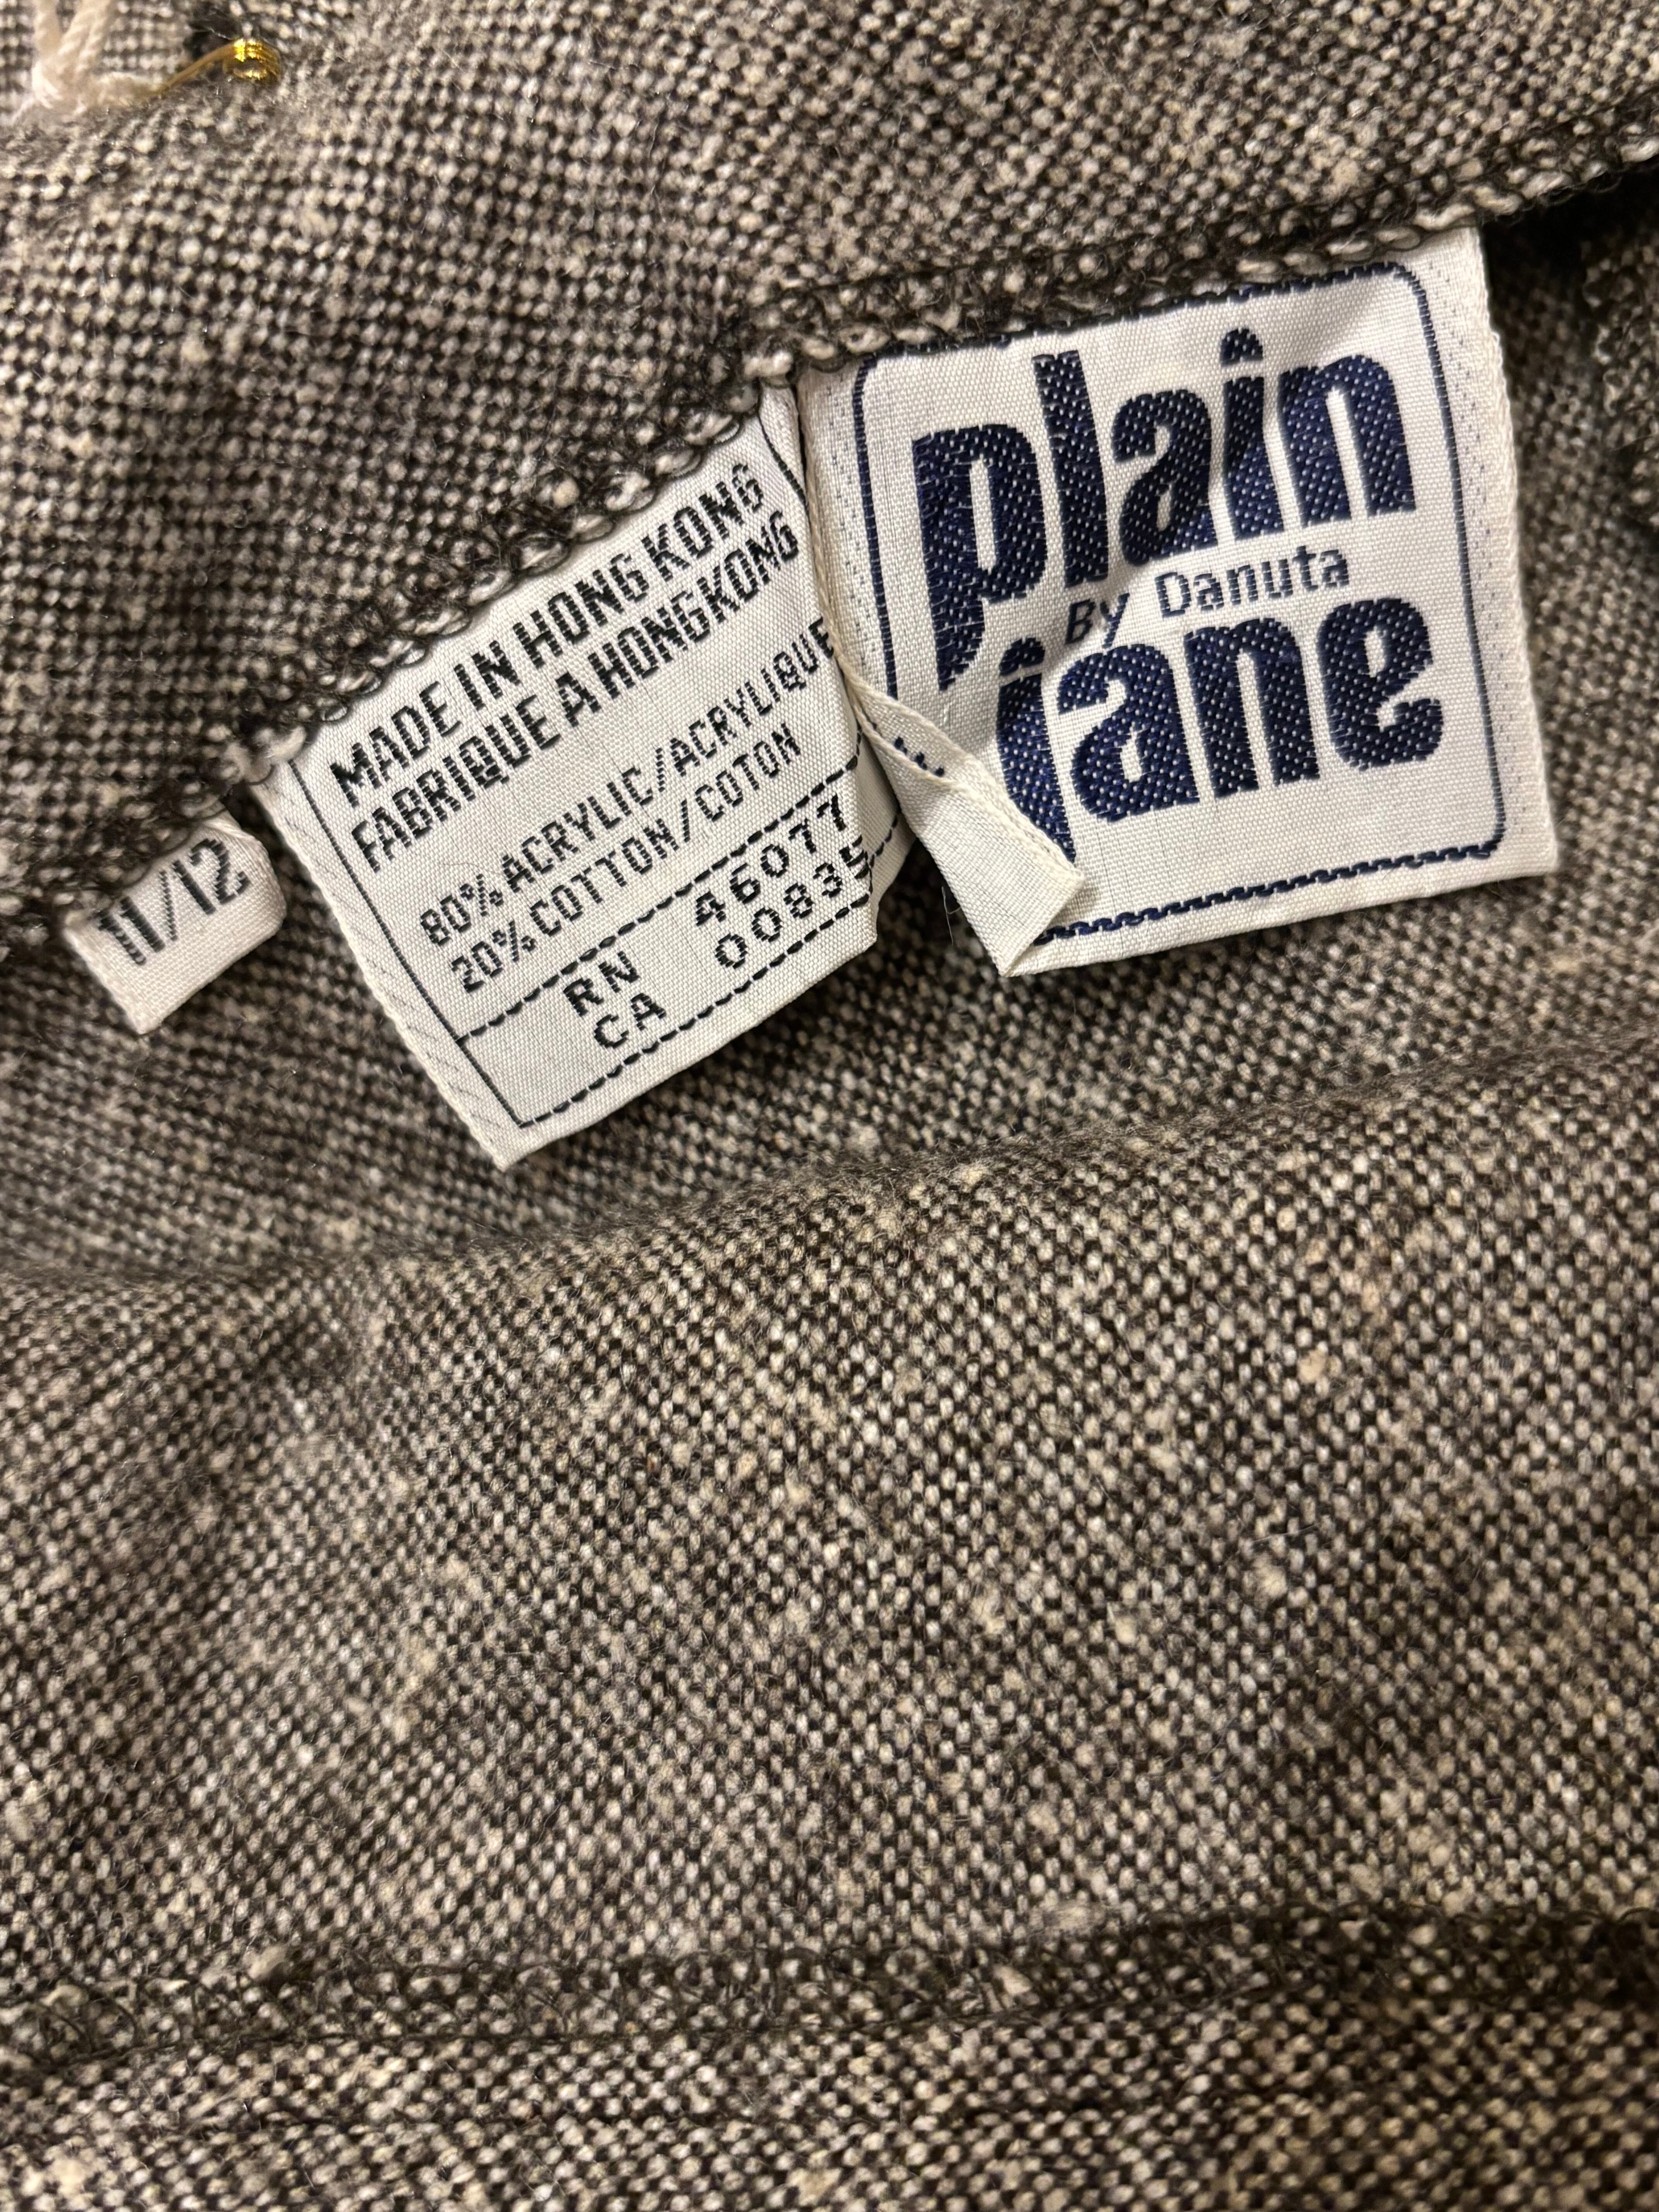 11/12
MADE IN HONG KONG
FABRIQUE A HONG KONG
80% ACRYLIC/ACRYLIQUE
20% COTTON/COTON
RN 46077
CA 00835
plain
By Danuta
jane